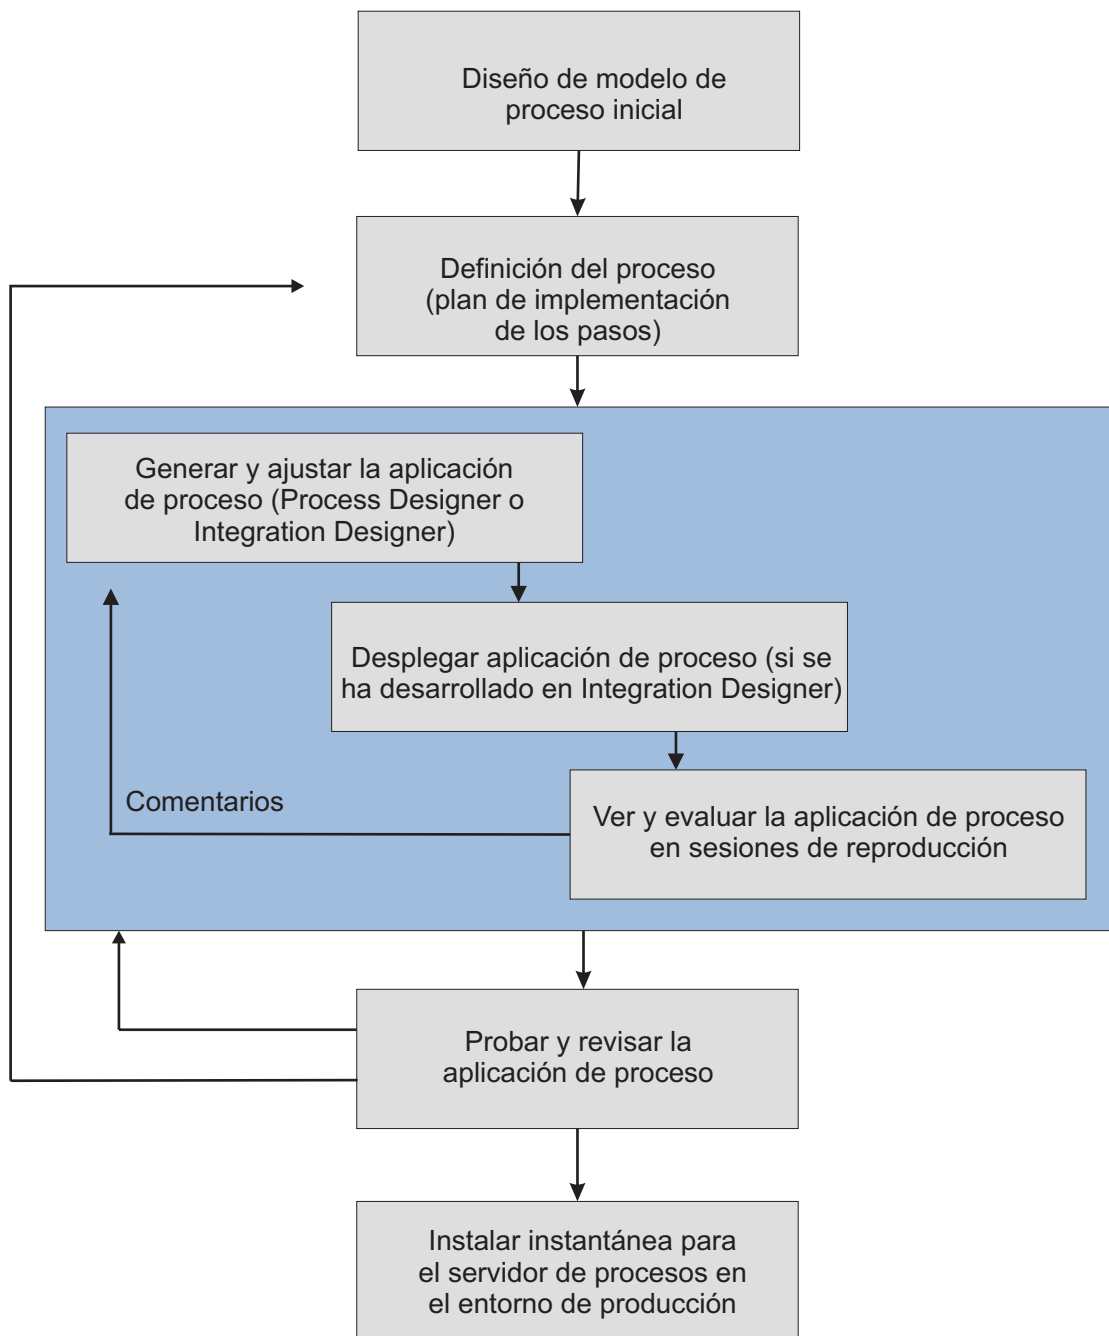 Diseño de modelo de
proceso inicial
Definición del proceso
(plan de implementación
de los pasos)
Generar y ajustar la aplicación
de proceso (Process Designer o
Integration Designer)
Desplegar aplicación de proceso (si se
ha desarrollado en Integration Designer)
Comentarios
Ver y evaluar la aplicación de proceso
en sesiones de reproducción
Probar y revisar la
aplicación de proceso
Instalar instantánea para
el servidor de procesos en
el entorno de producción